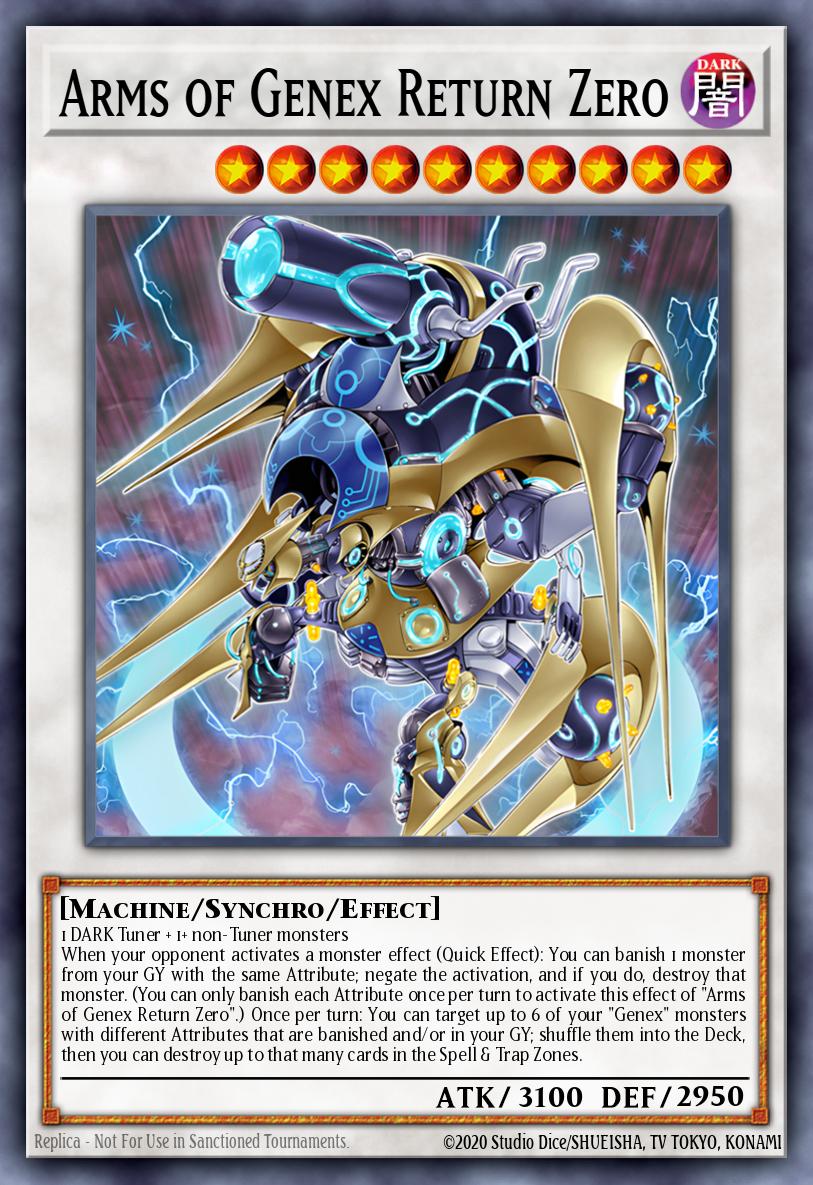 Arms of Genex Return Zero
DARK
闇
[Machine/Synchro/Effect]
1 DARK Tuner + 1+ non-Tuner monsters
When your opponent activates a monster effect (Quick Effect): You can banish 1 monster
from your GY with the same Attribute; negate the activation, and if you do, destroy that
monster. (You can only banish each Attribute once per turn to activate this effect of "Arms
of Genex Return Zero".) Once per turn: You can target up to 6 of your "Genex" monsters
with different Attributes that are banished and/or in your GY; shuffle them into the Deck,
then you can destroy up to that many cards in the Spell & Trap Zones.
ATK/ 3100 DEF/ 2950
Replica - Not For Use in Sanctioned Tournaments.
©2020 Studio Dice/SHUEISHA, TV TOKYO, KONAMI